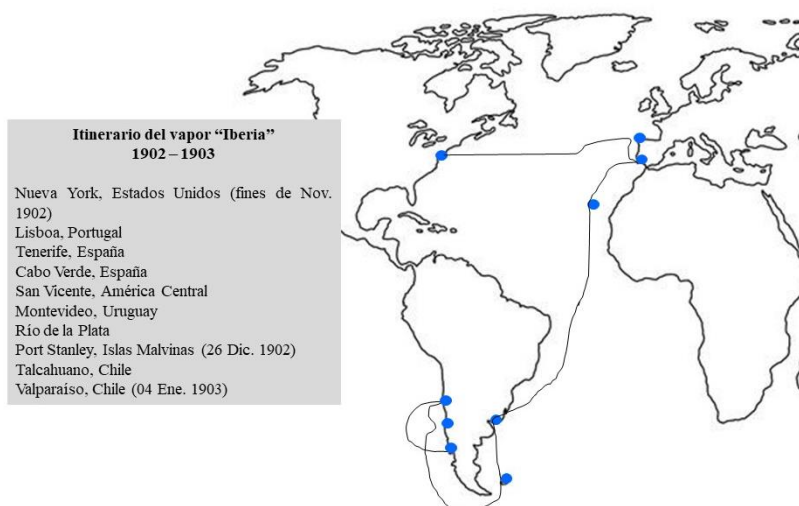 Itinerario del vapor “Iberia”
1902 – 1903
Nueva York, Estados Unidos (fines de Nov.
1902)
Lisboa, Portugal
Tenerife, España
Cabo Verde, España
San Vicente, América Central
Montevideo, Uruguay
Río de la Plata
Port Stanley, Islas Malvinas (26 Dic. 1902)
Talcahuano, Chile
Valparaíso, Chile (04 Ene. 1903)